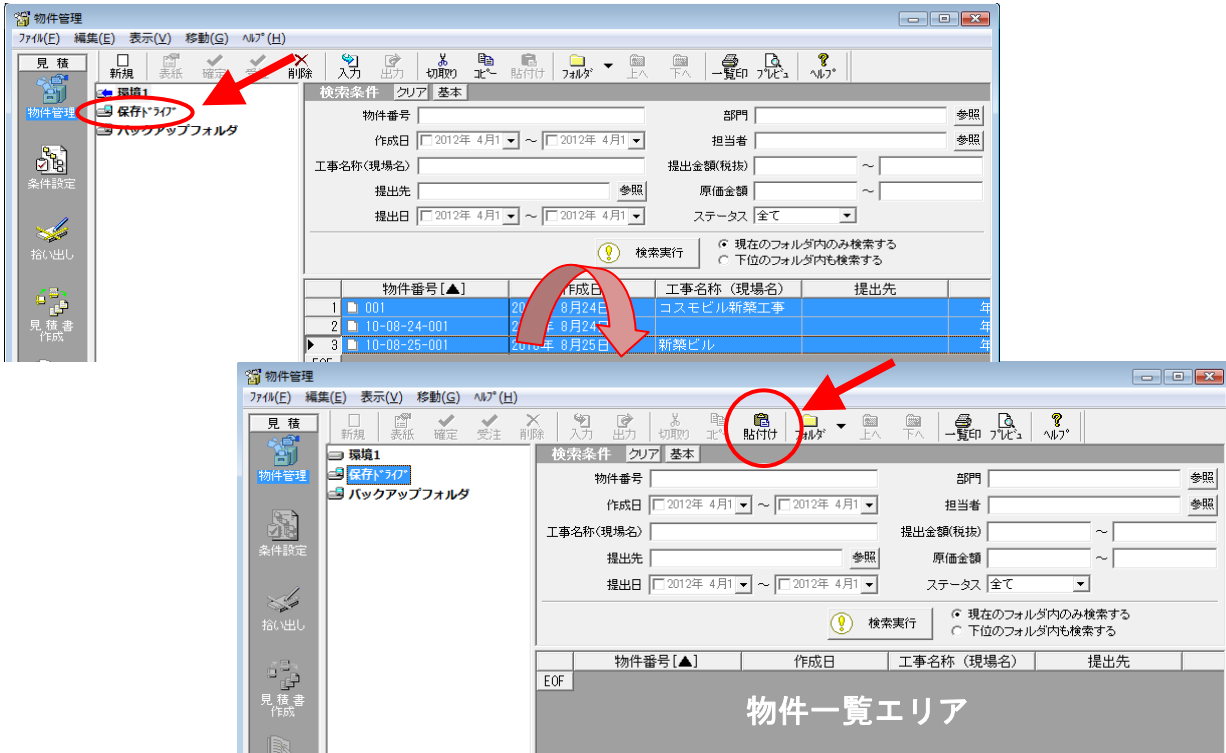 物件管理
ファイル(F) 編集(E) 表示(V) 移動(G) ヘルプ(H)
見 積
新規 表紙 確定 削除 入力 出力 切取り コピー 貼付け フォルダ 上へ 下へ 一覧印 プレビュ ヘルプ
物件管理
条件設定
拾い出し
見 積 書
作成
環境1
保存ドライブ
バックアップフォルダ
検索条件 クリア 基本
物件番号 部門 参照
作成日 2012年 4月1 ～ 2012年 4月1 担当者 参照
工事名称(現場名) 提出金額(税抜) ～
提出先 参照 原価金額 ～
提出日 2012年 4月1 ～ 2012年 4月1 ステータス 全て
検索実行 現在のフォルダ内のみ検索する
下位のフォルダ内も検索する
物件番号[▲] 作成日 工事名称（現場名） 提出先
1 001 8月24日 コスモビル新築工事 年
2 10-08-24-001 年 8月24日 年
3 10-08-25-001 2010年 8月25日 新築ビル 年
物件管理
ファイル(F) 編集(E) 表示(V) 移動(G) ヘルプ(H)
見 積
新規 表紙 確定 受注 削除 入力 出力 切取り コピー 貼付け フォルダ 上へ 下へ 一覧印 プレビュ ヘルプ
物件管理
条件設定
拾い出し
見 積 書
作成
環境1
保存ドライブ
バックアップフォルダ
検索条件 クリア 基本
物件番号 部門 参照
作成日 2012年 4月1 ～ 2012年 4月1 担当者 参照
工事名称(現場名) 提出金額(税抜) ～
提出先 参照 原価金額 ～
提出日 2012年 4月1 ～ 2012年 4月1 ステータス 全て
検索実行 現在のフォルダ内のみ検索する
下位のフォルダ内も検索する
物件番号[▲] 作成日 工事名称（現場名） 提出先
EOF
物件一覧エリア